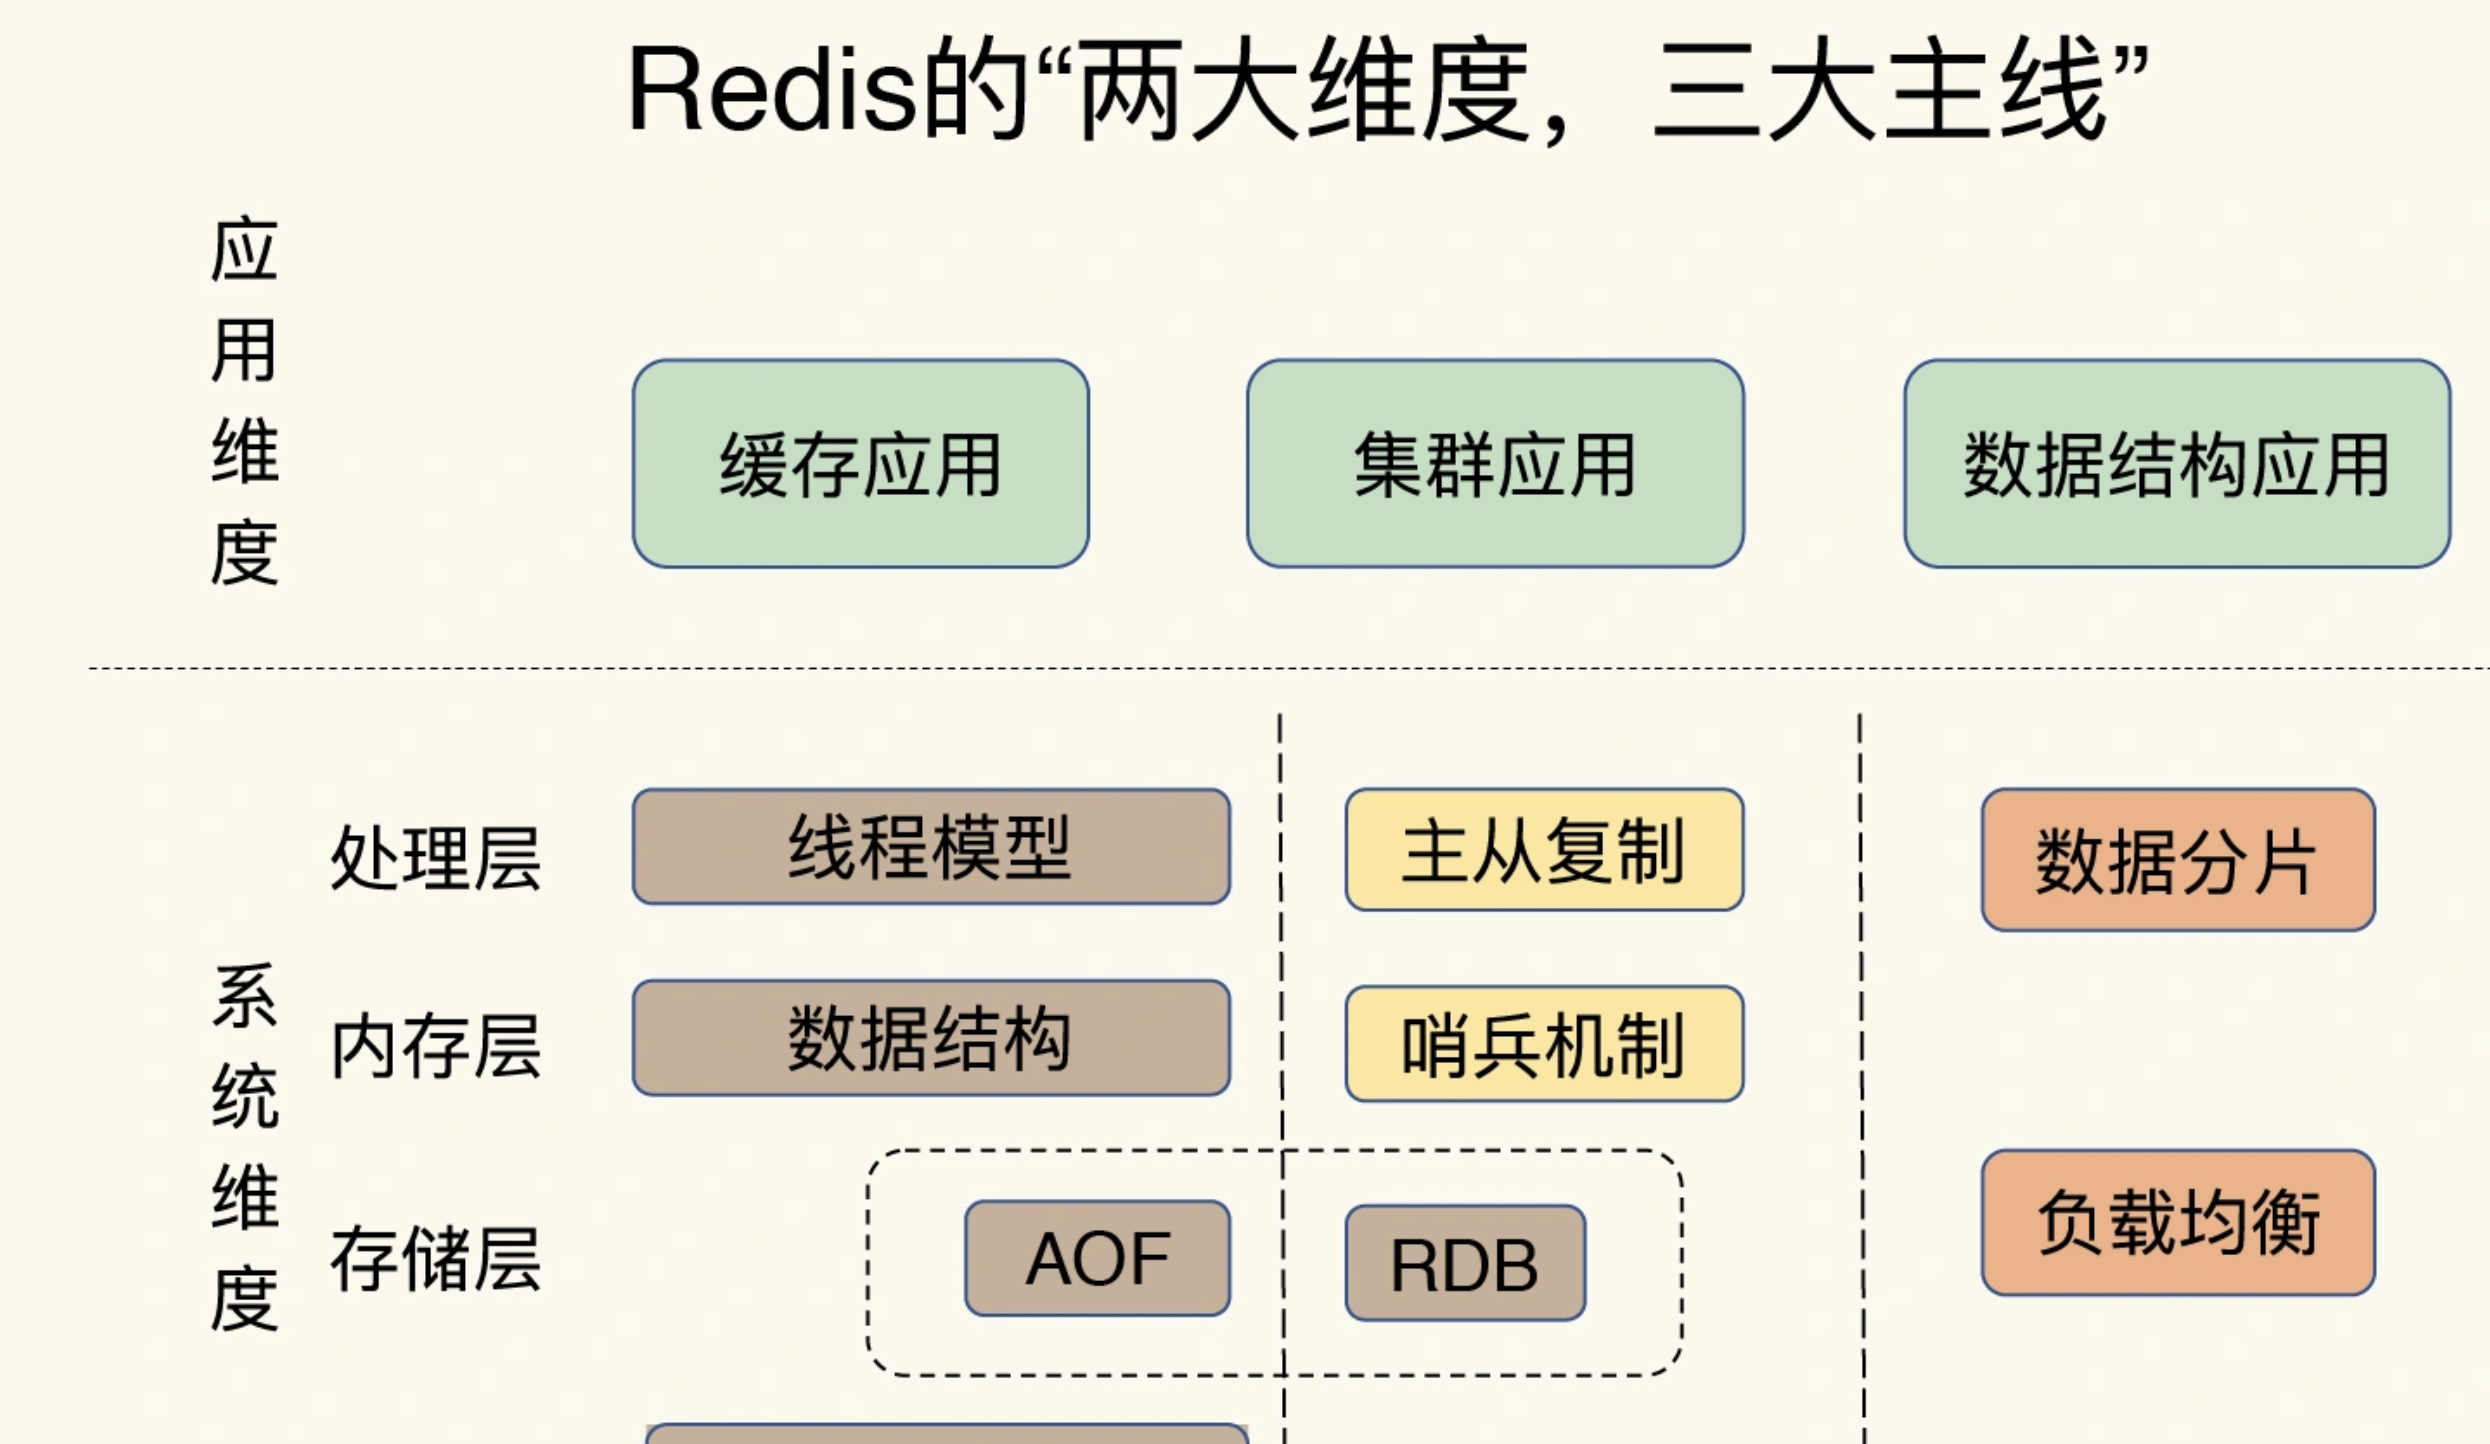 Redis的“两大维度，三大主线”
应用维度
缓存应用
集群应用
数据结构应用
系统维度
处理层
线程模型
主从复制
数据分片
内存层
数据结构
哨兵机制
存储层
AOF
RDB
负载均衡